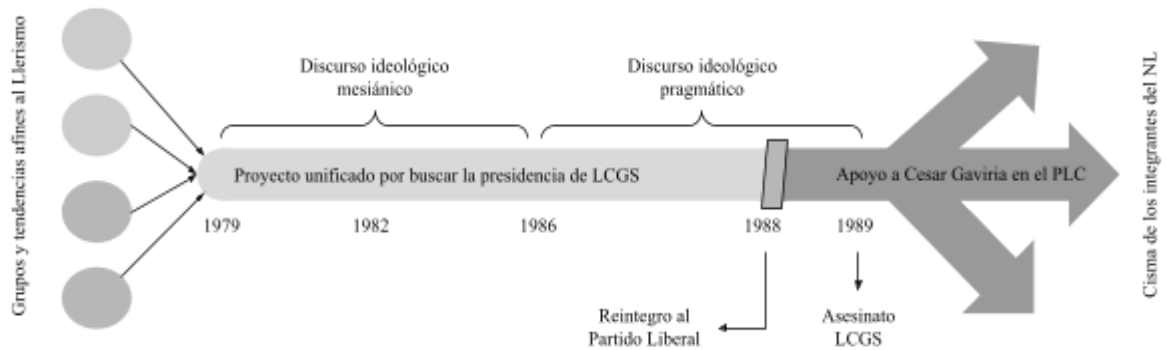 Grupos y tendencias afines al Llerismo
Discurso ideológico
mesiánico
Discurso ideológico
pragmático
Proyecto unificado por buscar la presidencia de LCGS
Apoyo a Cesar Gaviria en el PLC
1979
1982
1986
1988
1989
Reintegro al
Partido Liberal
Asesinato
LCGS
Cisma de los integrantes del NL